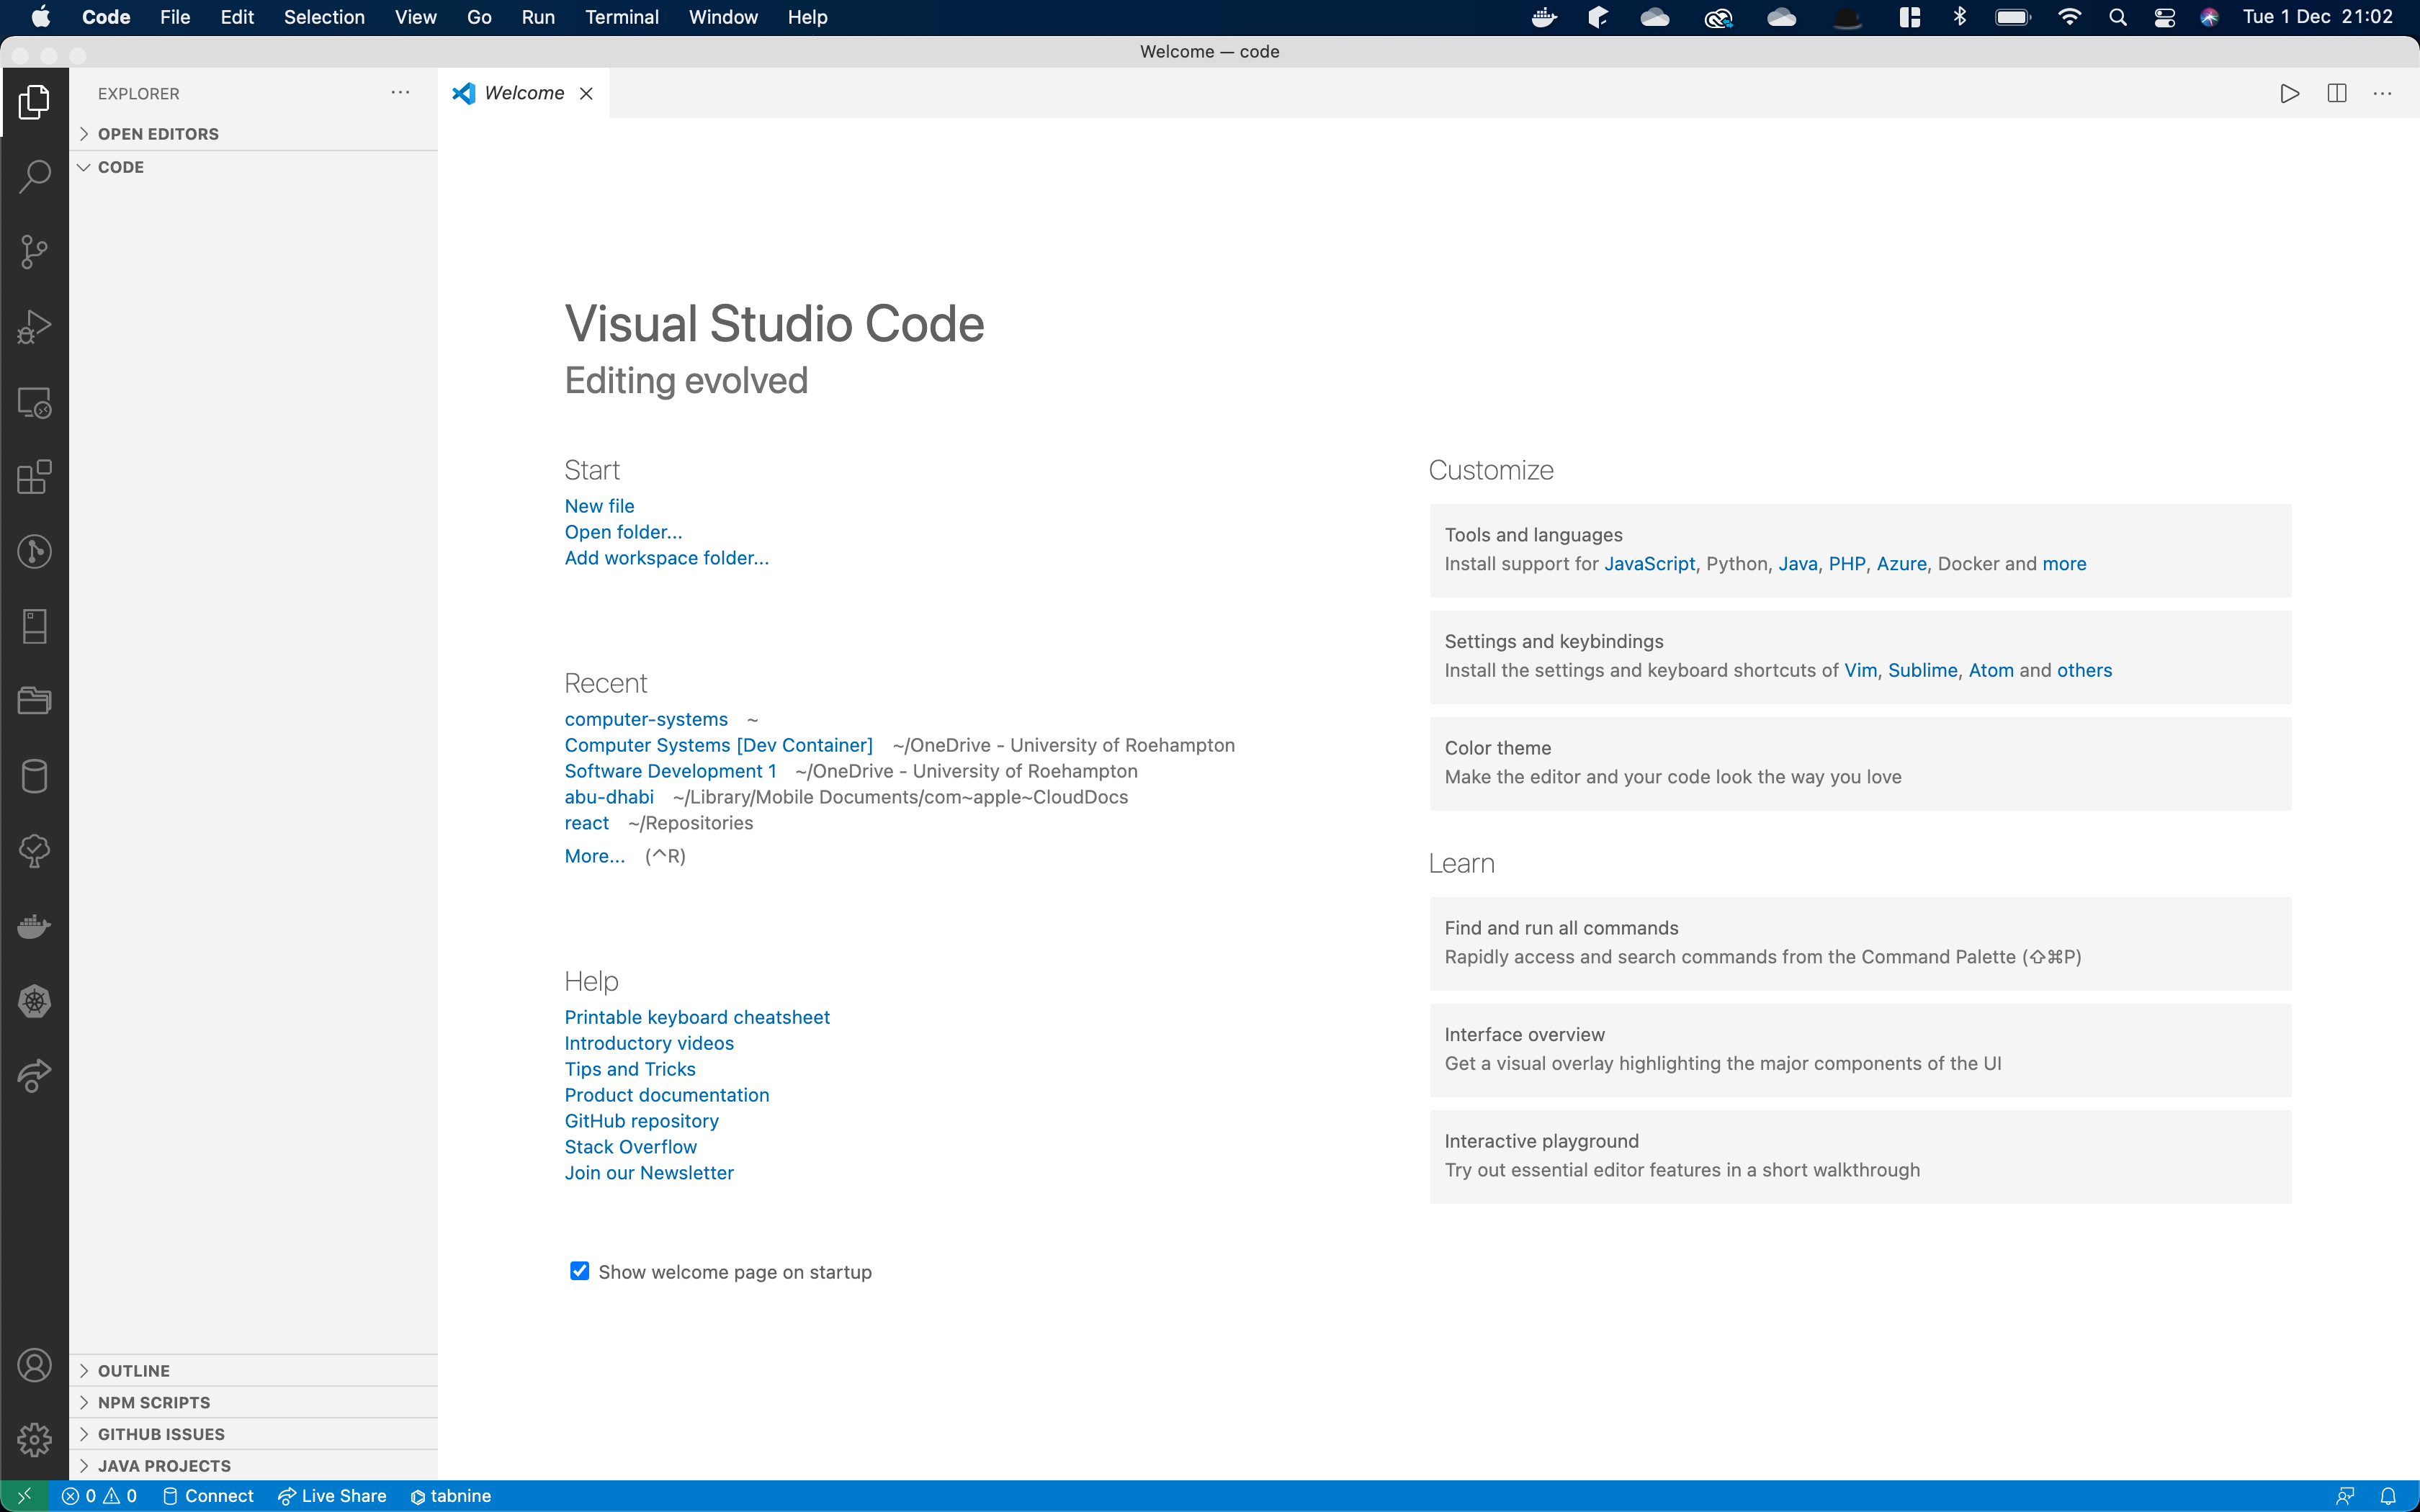 Code File Edit Selection View Go Run Terminal Window Help Tue 1 Dec 21:02
Welcome — code
EXPLORER ···
OPEN EDITORS
CODE
Welcome
Visual Studio Code
Editing evolved
Start
New file
Open folder...
Add workspace folder...
Recent
computer-systems ~
Computer Systems [Dev Container] ~/OneDrive - University of Roehampton
Software Development 1 ~/OneDrive - University of Roehampton
abu-dhabi ~/Library/Mobile Documents/com~apple~CloudDocs
react ~/Repositories
More... (^R)
Help
Printable keyboard cheatsheet
Introductory videos
Tips and Tricks
Product documentation
GitHub repository
Stack Overflow
Join our Newsletter
Show welcome page on startup
Customize
Tools and languages
Install support for JavaScript, Python, Java, PHP, Azure, Docker and more
Settings and keybindings
Install the settings and keyboard shortcuts of Vim, Sublime, Atom and others
Color theme
Make the editor and your code look the way you love
Learn
Find and run all commands
Rapidly access and search commands from the Command Palette (⇧⌘P)
Interface overview
Get a visual overlay highlighting the major components of the UI
Interactive playground
Try out essential editor features in a short walkthrough
OUTLINE
NPM SCRIPTS
GITHUB ISSUES
JAVA PROJECTS
0 0 Connect Live Share tabnine